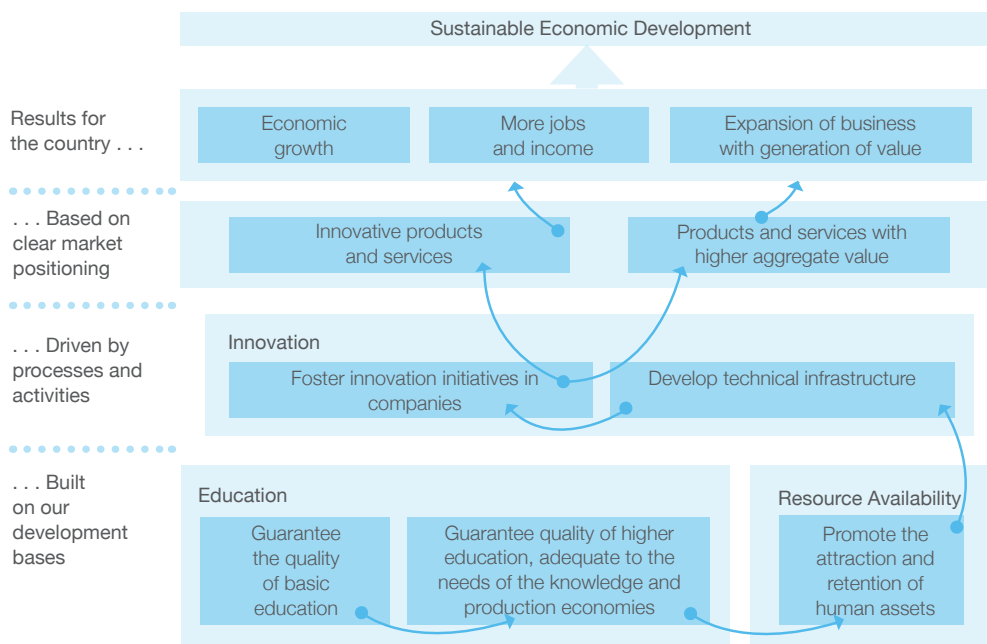 Sustainable Economic Development
Results for
the country . . .
Economic
growth
More jobs
and income
Expansion of business
with generation of value
. . . Based on
clear market
positioning
Innovative products
and services
Products and services with
higher aggregate value
. . . Driven by
processes and
activities
Innovation
Foster innovation initiatives in
companies
Develop technical infrastructure
. . . Built
on our
development
bases
Education
Guarantee
the quality
of basic
education
Guarantee quality of higher
education, adequate to the
needs of the knowledge and
production economies
Resource Availability
Promote the
attraction and
retention of
human assets